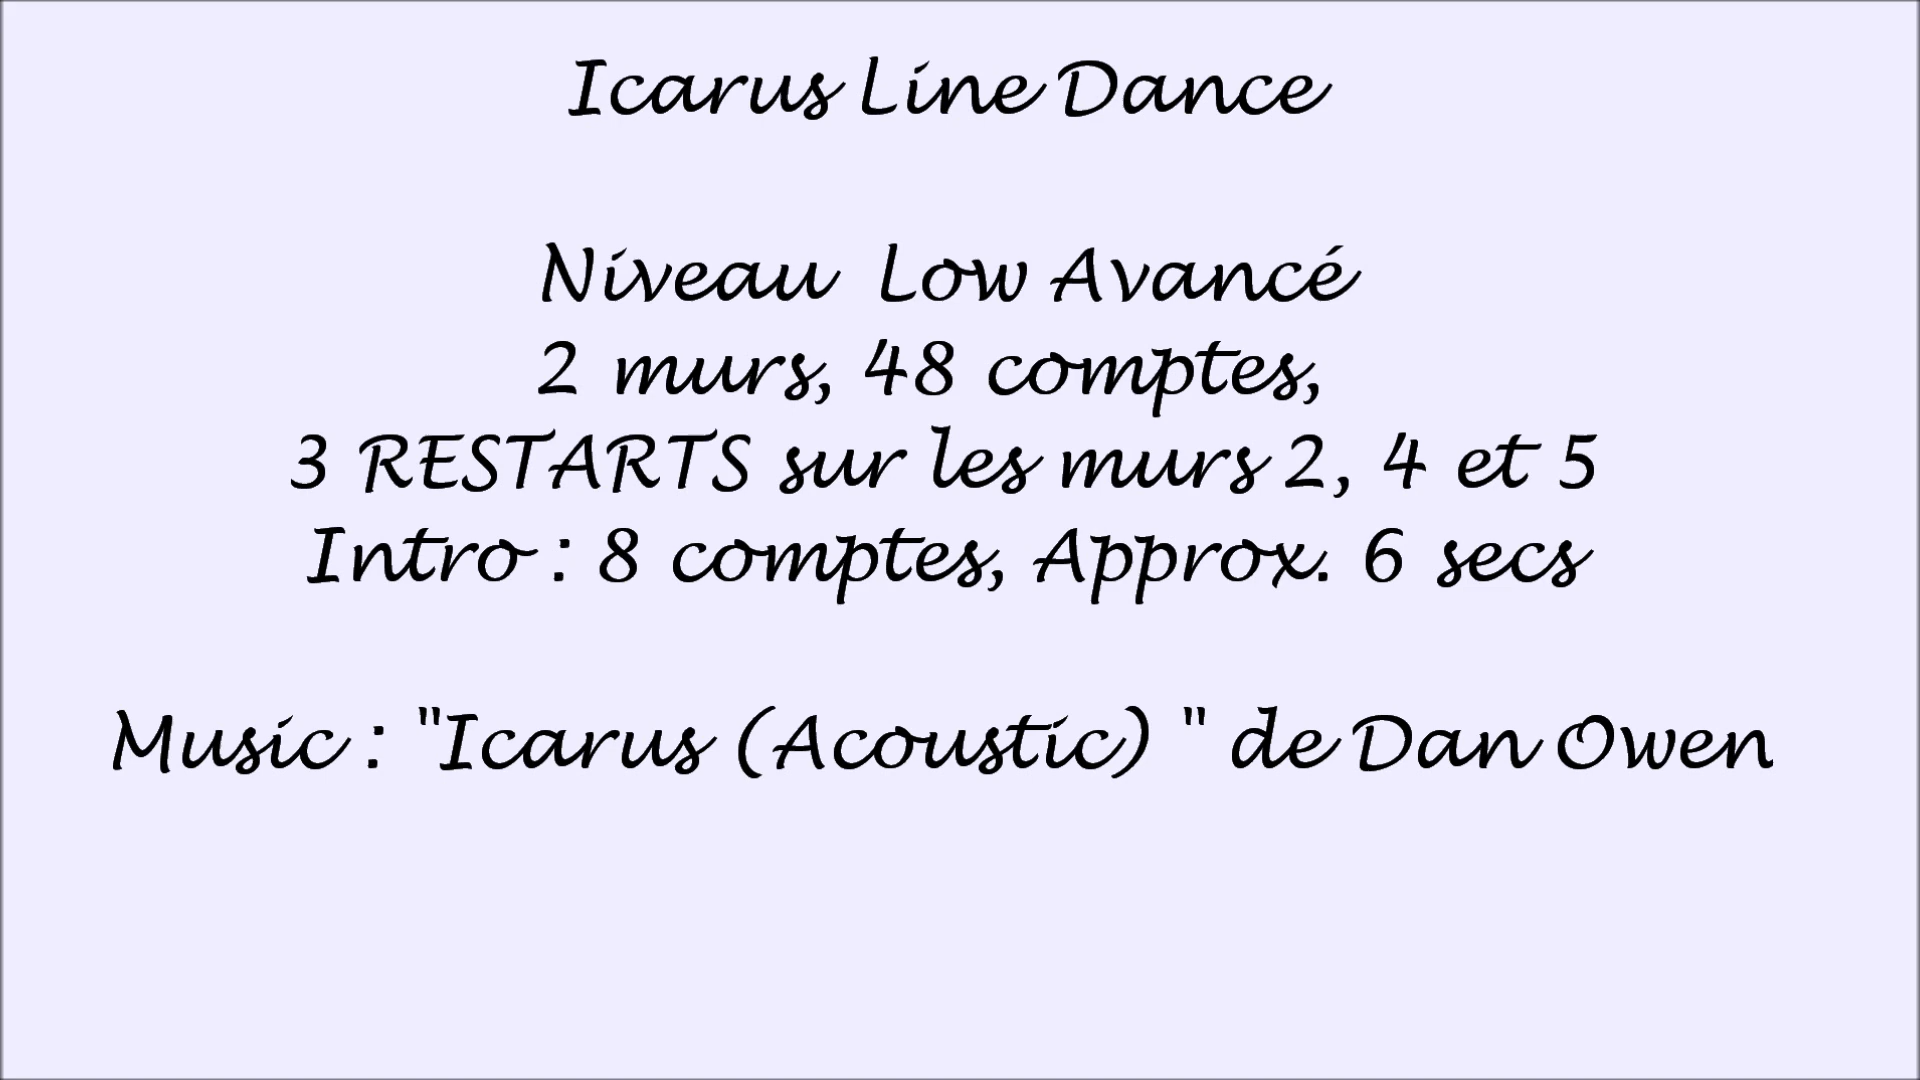 Icarus Line Dance
Niveau Low Avancé
2 murs, 48 comptes,
3 RESTARTS sur les murs 2, 4 et 5
Intro : 8 comptes, Approx. 6 secs
Music : "Icarus (Acoustic) " de Dan Owen